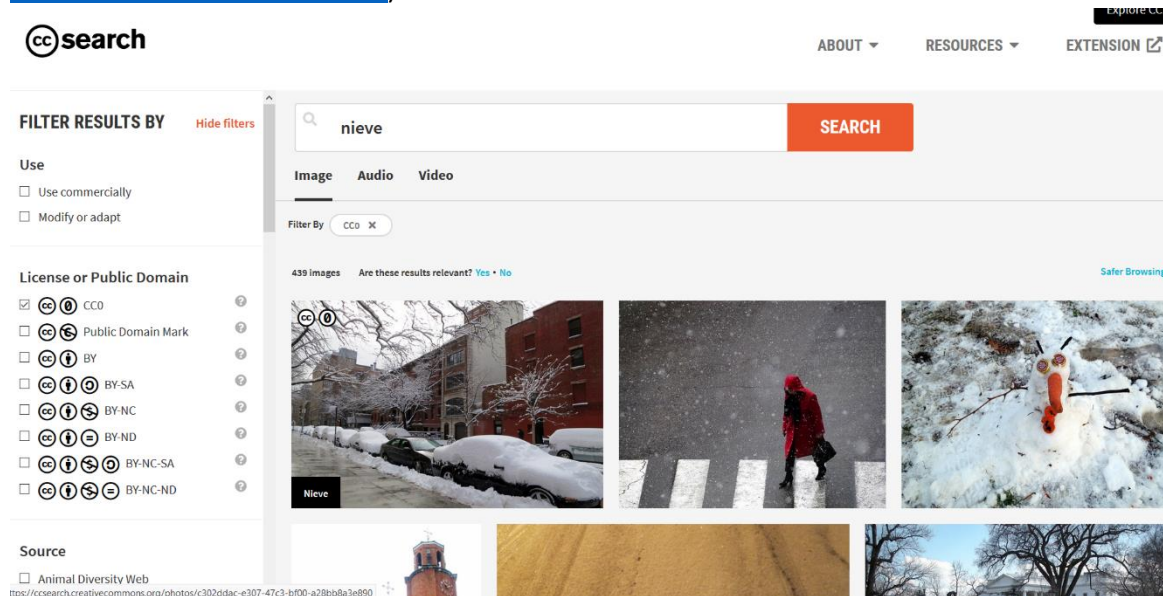 Explore CC
cc search
ABOUT
RESOURCES
EXTENSION
FILTER RESULTS BY
Hide filters
nieve
SEARCH
Use
Use commercially
Modify or adapt
Image Audio Video
Filter By CC0 ×
License or Public Domain
CC0
Public Domain Mark
BY
BY-SA
BY-NC
BY-ND
BY-NC-SA
BY-NC-ND
439 images Are these results relevant? Yes • No
Safer Browsing
Nieve
Source
Animal Diversity Web
ttps://ccsearch.creativecommons.org/photos/c302ddac-e307-47c3-bf00-a28bb8a3e890